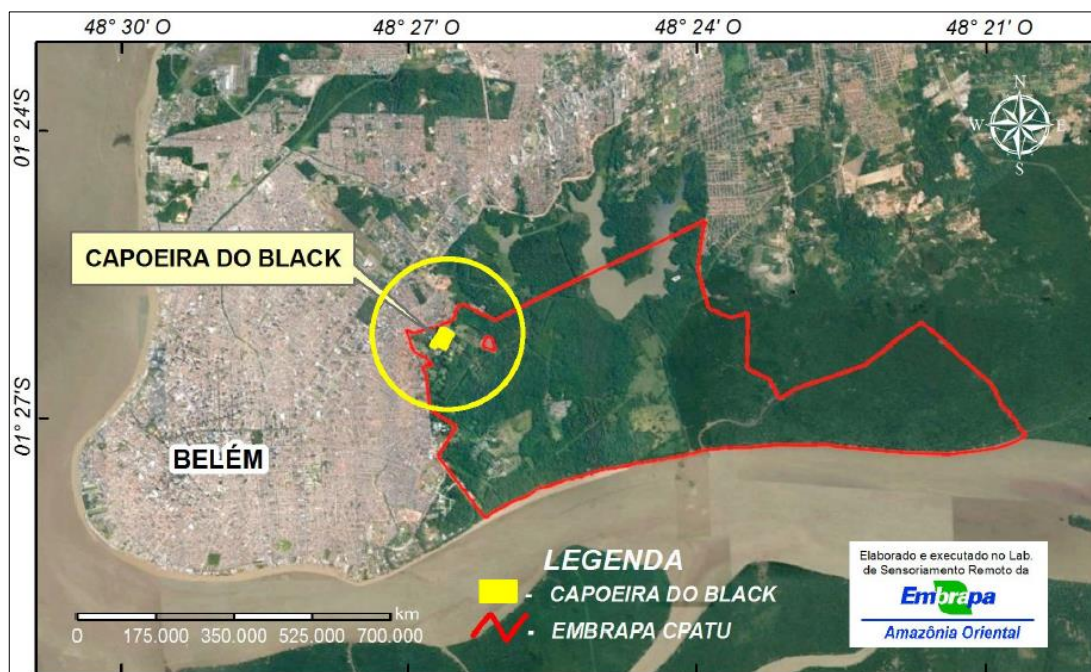 48° 30' O
48° 27' O
48° 24' O
48° 21' O
01° 24'S
01° 27'S
N
W
E
S
CAPOEIRA DO BLACK
BELÉM
LEGENDA
- CAPOEIRA DO BLACK
- EMBRAPA CPATU
km
0 175.000 350.000 525.000 700.000
Elaborado e executado no Lab.
de Sensoriamento Remoto da
Embrapa
Amazônia Oriental